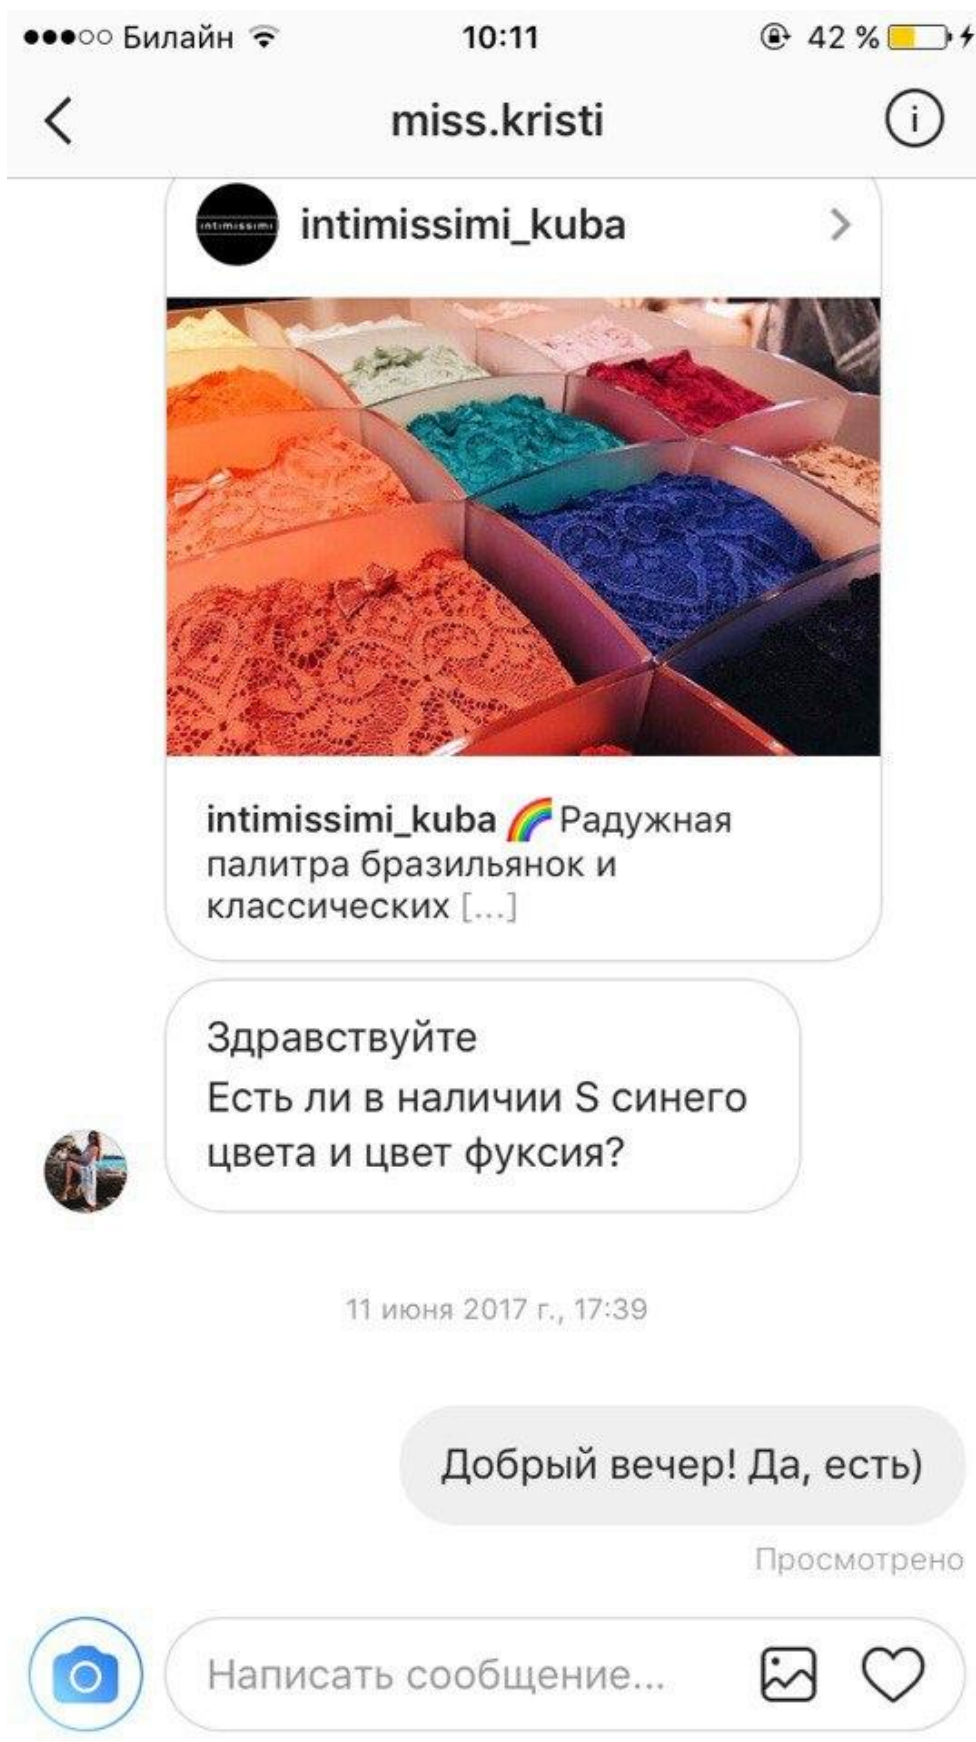 ●●●○○ Билайн 10:11 42 %
miss.kristi
intimissimi
intimissimi_kuba
intimissimi_kuba 🌈 Радужная
палитра бразильянок и
классических [...]
Здравствуйте
Есть ли в наличии S синего
цвета и цвет фуксия?
11 июня 2017 г., 17:39
Добрый вечер! Да, есть)
Просмотрено
Написать сообщение...